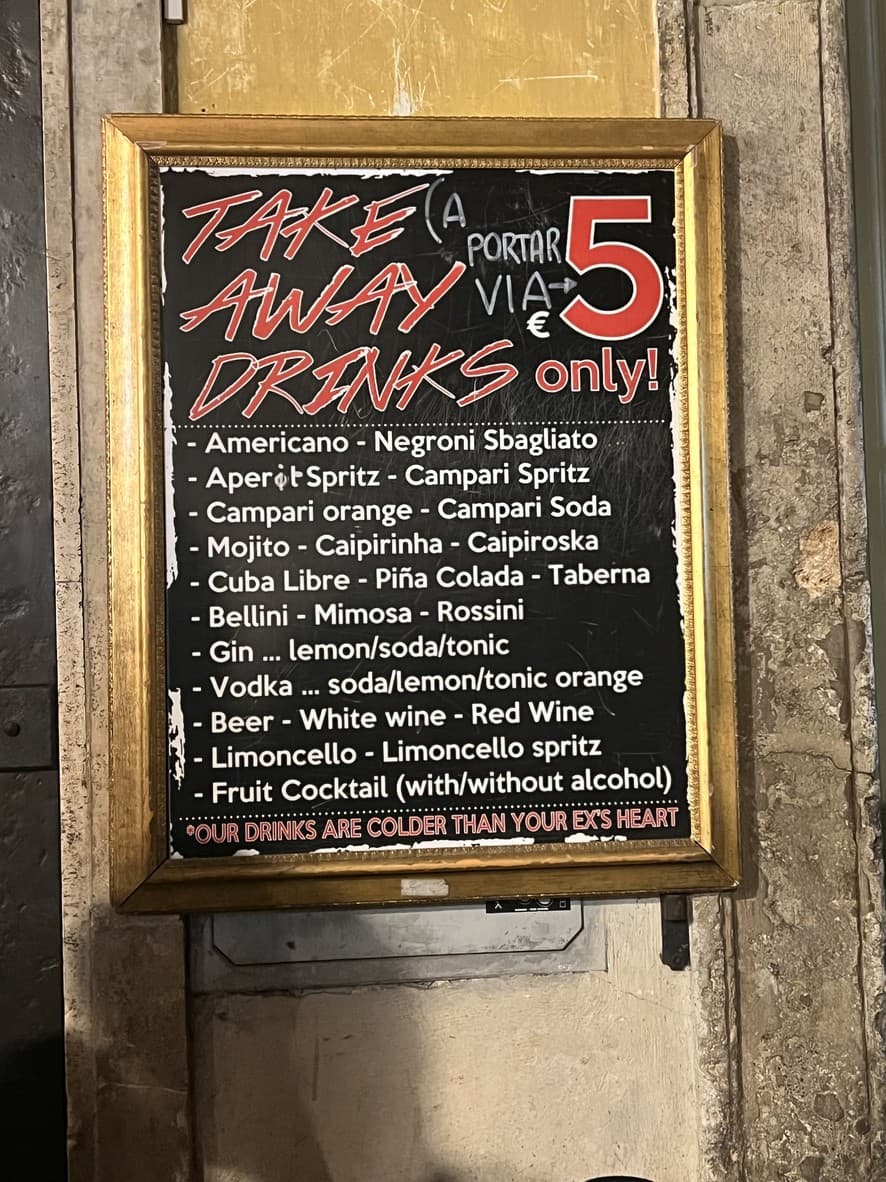 TAKE (A
AWAY PORTAR
VIA→ 5
€
DRINKS only!
- Americano - Negroni Sbagliato
- Aperit Spritz - Campari Spritz
- Campari orange - Campari Soda
- Mojito - Caipirinha - Caipiroska
- Cuba Libre - Piña Colada - Taberna
- Bellini - Mimosa - Rossini
- Gin ... lemon/soda/tonic
- Vodka ... soda/lemon/tonic orange
- Beer - White wine - Red Wine
- Limoncello - Limoncello spritz
- Fruit Cocktail (with/without alcohol)
*OUR DRINKS ARE COLDER THAN YOUR EX'S HEART